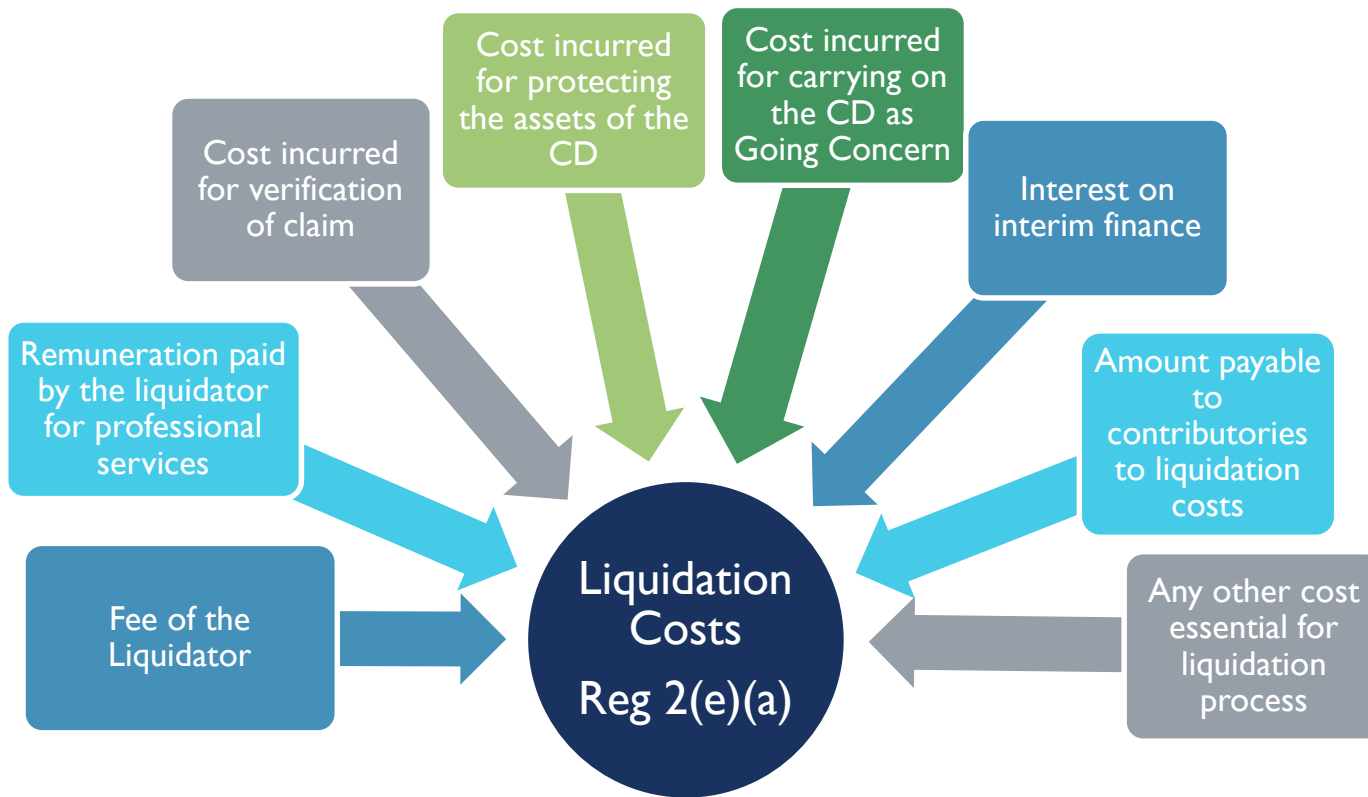 Fee of the
Liquidator
Remuneration paid
by the liquidator
for professional
services
Cost incurred
for verification
of claim
Cost incurred
for protecting
the assets of the
CD
Cost incurred
for carrying on
the CD as
Going Concern
Interest on
interim finance
Amount payable
to
contributories
to liquidation
costs
Any other cost
essential for
liquidation
process
Liquidation
Costs
Reg 2(e)(a)